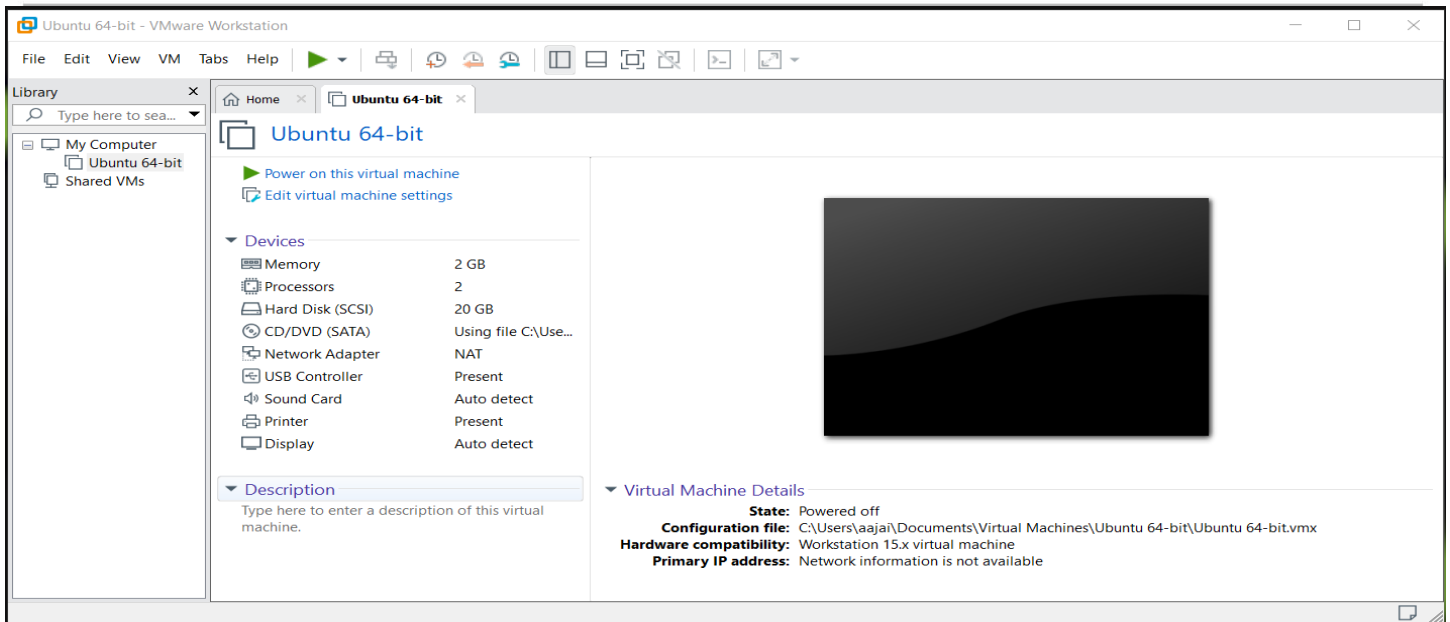 Ubuntu 64-bit - VMware Workstation
File Edit View VM Tabs Help
Library
Type here to sea...
My Computer
Ubuntu 64-bit
Shared VMs
Home
Ubuntu 64-bit
Ubuntu 64-bit
Power on this virtual machine
Edit virtual machine settings
Devices
Memory 2 GB
Processors 2
Hard Disk (SCSI) 20 GB
CD/DVD (SATA) Using file C:\Use...
Network Adapter NAT
USB Controller Present
Sound Card Auto detect
Printer Present
Display Auto detect
Description
Type here to enter a description of this virtual
machine.
Virtual Machine Details
State: Powered off
Configuration file: C:\Users\aajai\Documents\Virtual Machines\Ubuntu 64-bit\Ubuntu 64-bit.vmx
Hardware compatibility: Workstation 15.x virtual machine
Primary IP address: Network information is not available